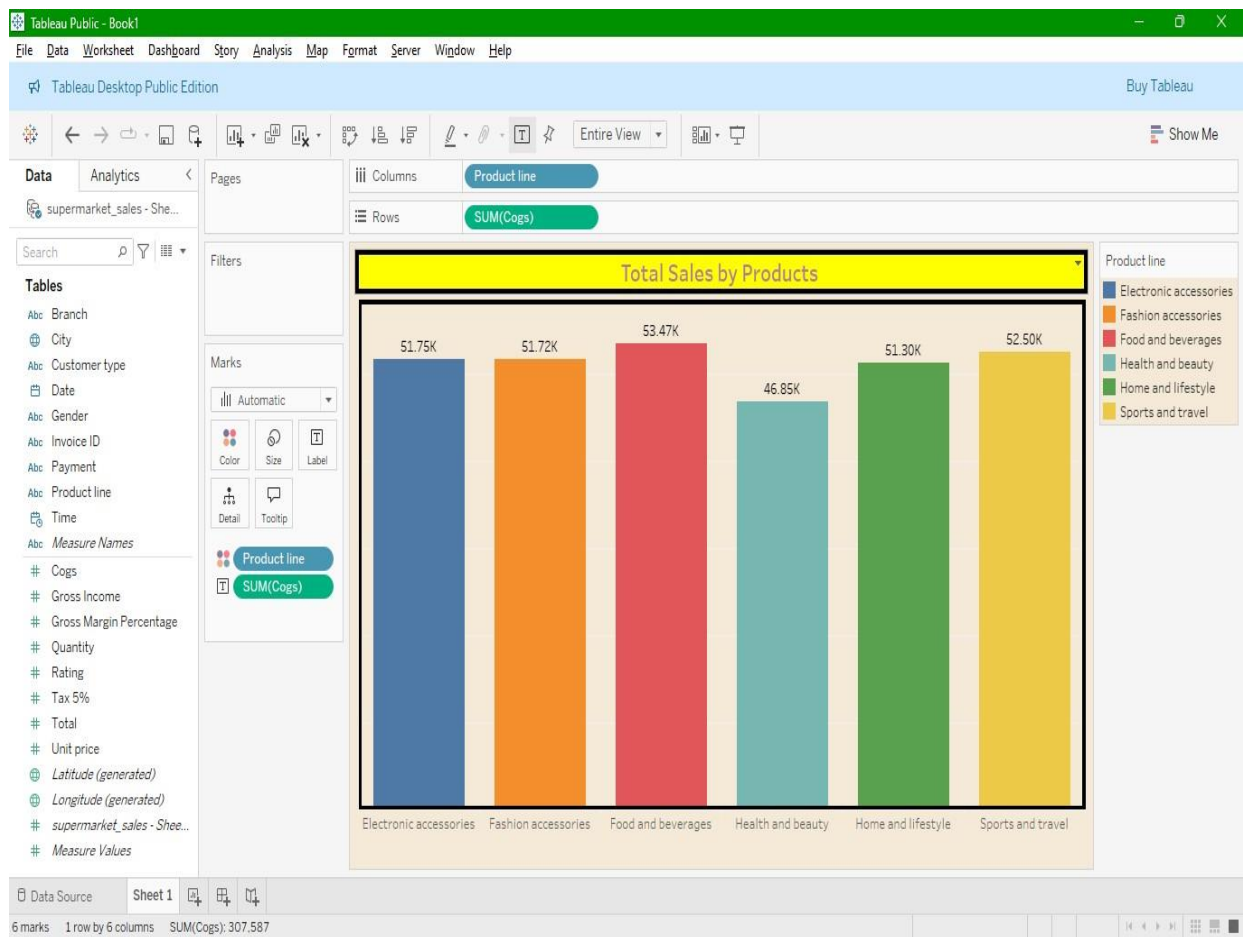 Tableau Public - Book1
File Data Worksheet Dashboard Story Analysis Map Format Server Window Help
Tableau Desktop Public Edition
Buy Tableau
Entire View
Show Me
Data Analytics
supermarket_sales - She...
Search
Tables
Abc Branch
City
Abc Customer type
Date
Abc Gender
Abc Invoice ID
Abc Payment
Abc Product line
Time
Abc Measure Names
# Cogs
# Gross Income
# Gross Margin Percentage
# Quantity
# Rating
# Tax 5%
# Total
# Unit price
Latitude (generated)
Longitude (generated)
# supermarket_sales - Shee...
# Measure Values
Pages
Filters
Marks
Automatic
Color Size T Label
Detail Tooltip
Product line
T SUM(Cogs)
iii Columns Product line
Rows SUM(Cogs)
Total Sales by Products
51.75K 51.72K 53.47K 46.85K 51.30K 52.50K
Electronic accessories Fashion accessories Food and beverages Health and beauty Home and lifestyle Sports and travel
Product line
Electronic accessories
Fashion accessories
Food and beverages
Health and beauty
Home and lifestyle
Sports and travel
Data Source Sheet 1
6 marks 1 row by 6 columns SUM(Cogs): 307,587